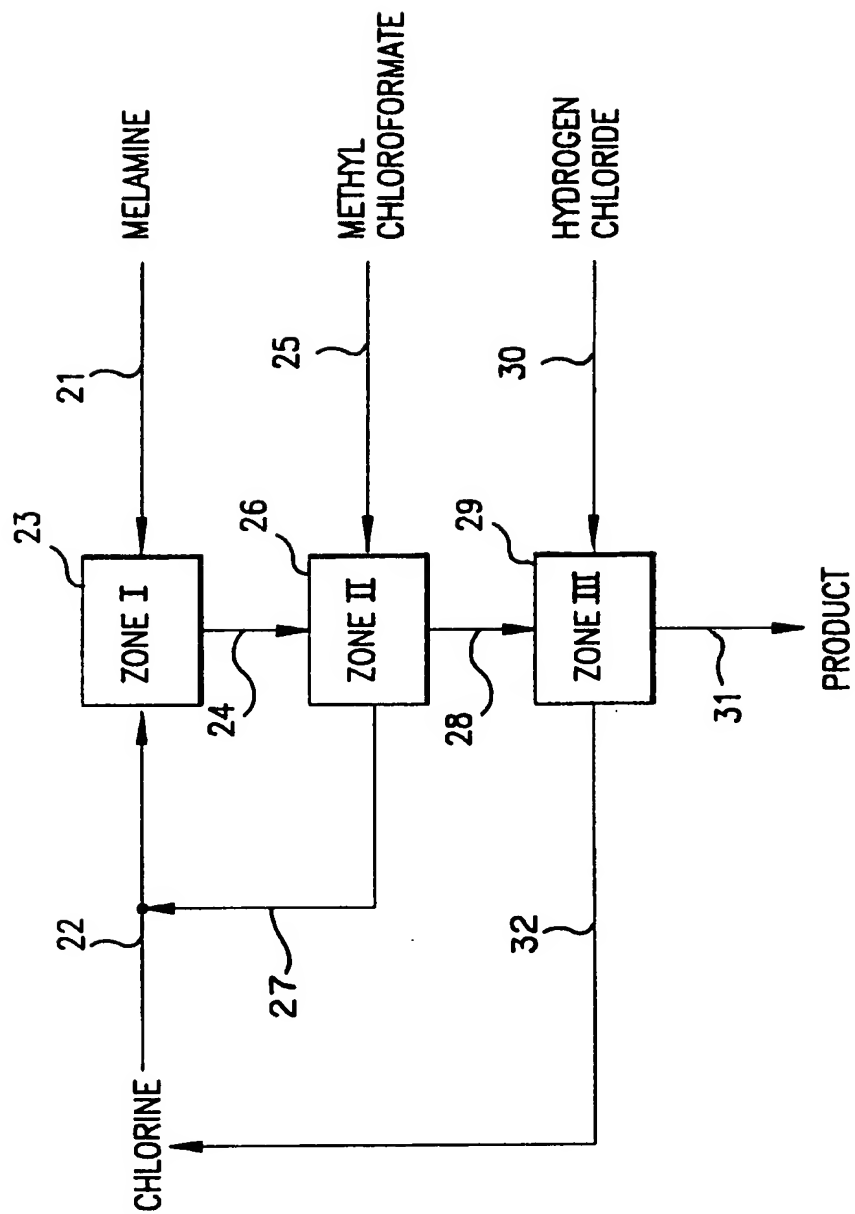 MELAMINE
21
23
ZONE I
22
CHLORINE
24
METHYL
CHLOROFORMATE
25
26
ZONE II
27
28
HYDROGEN
CHLORIDE
30
29
ZONE III
32
31
PRODUCT